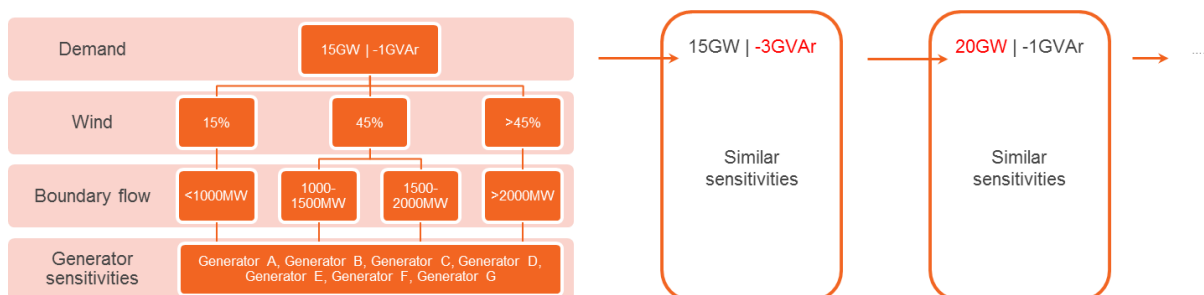 Demand
15GW | -1GVAr
Wind
15%
45%
>45%
Boundary flow
<1000MW
1000-
1500MW
1500-
2000MW
>2000MW
Generator
sensitivities
Generator A, Generator B, Generator C, Generator D,
Generator E, Generator F, Generator G
15GW | -3GVAr
Similar
sensitivities
20GW | -1GVAr
Similar
sensitivities
....